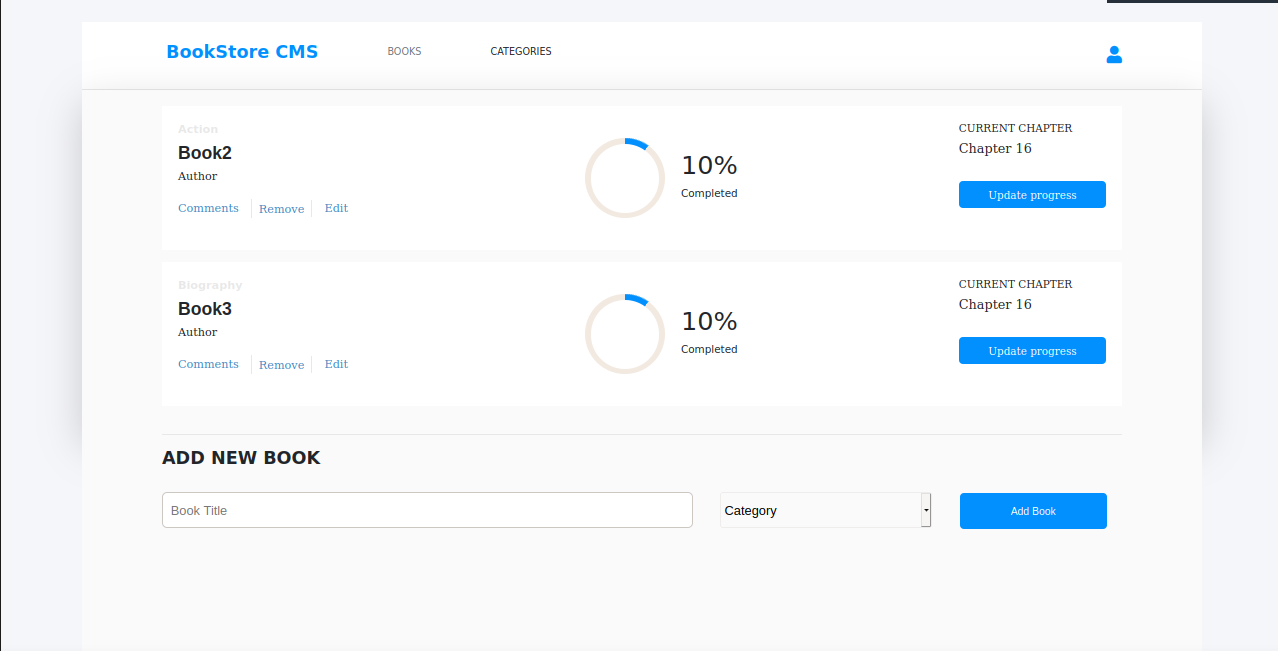 BookStore CMS BOOKS CATEGORIES
Action
Book2
Author
Comments Remove Edit
10%
Completed
CURRENT CHAPTER
Chapter 16
Update progress
Biography
Book3
Author
Comments Remove Edit
10%
Completed
CURRENT CHAPTER
Chapter 16
Update progress
ADD NEW BOOK
Book Title Category Add Book